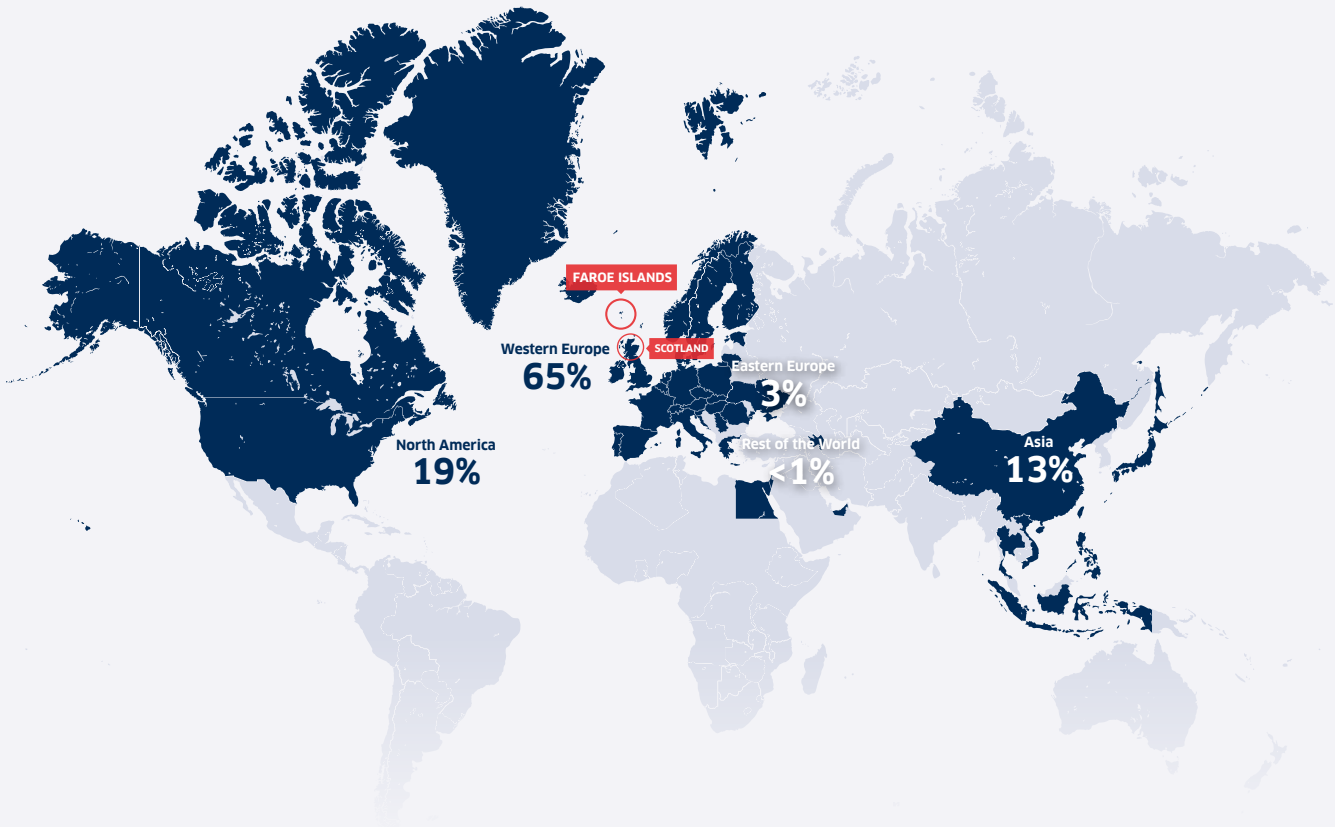 FAROE ISLANDS
Western Europe
65%
SCOTLAND
Eastern Europe
3%
North America
19%
Rest of the World
<1%
Asia
13%